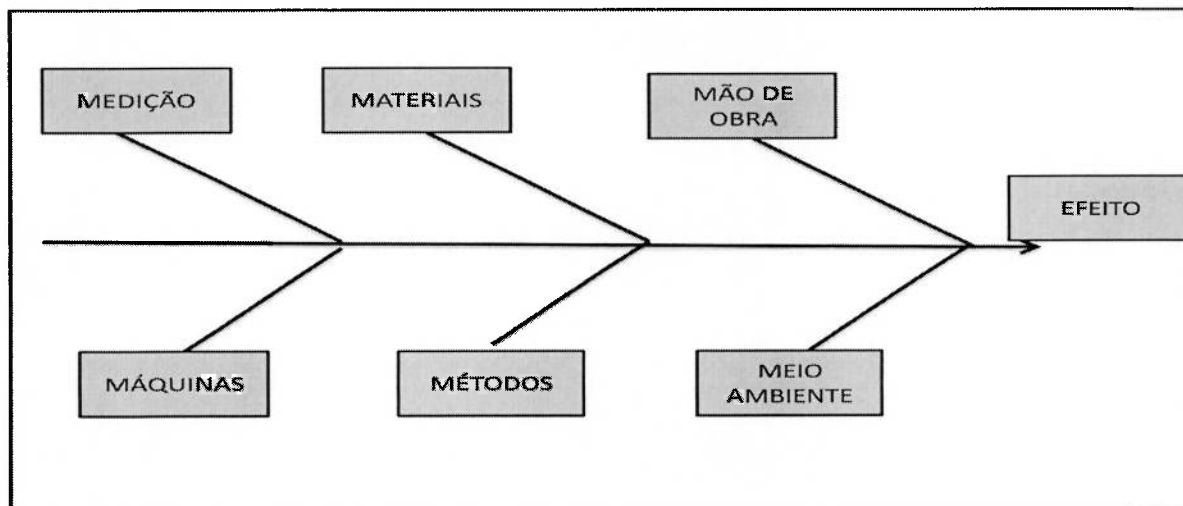 MEDIÇÃO
MATERIAIS
MÃO DE
OBRA
EFEITO
MÁQUINAS
MÉTODOS
MEIO
AMBIENTE